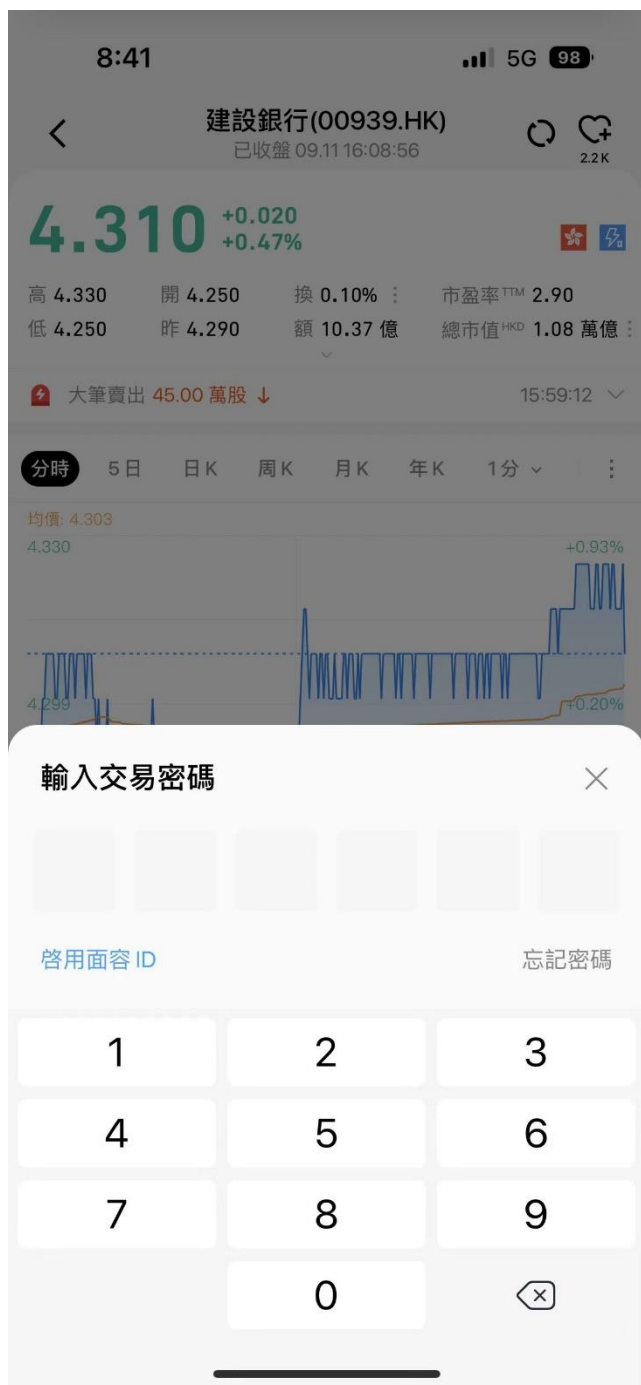 8:41 5G 98
建設銀行(00939.HK)
已收盤 09.11 16:08:56
2.2 K
4.310 +0.020
+0.47%
高 4.330 開 4.250 換 0.10% 市盈率TTM 2.90
低 4.250 昨 4.290 額 10.37 億 總市值HKD 1.08 萬億
大筆賣出 45.00 萬股 ↓ 15:59:12
分時 5日 日K 周K 月K 年K 1分
均價: 4.303
4.330 +0.93%
4.299 +0.20%
輸入交易密碼
啓用面容 ID 忘記密碼
1 2 3
4 5 6
7 8 9
0